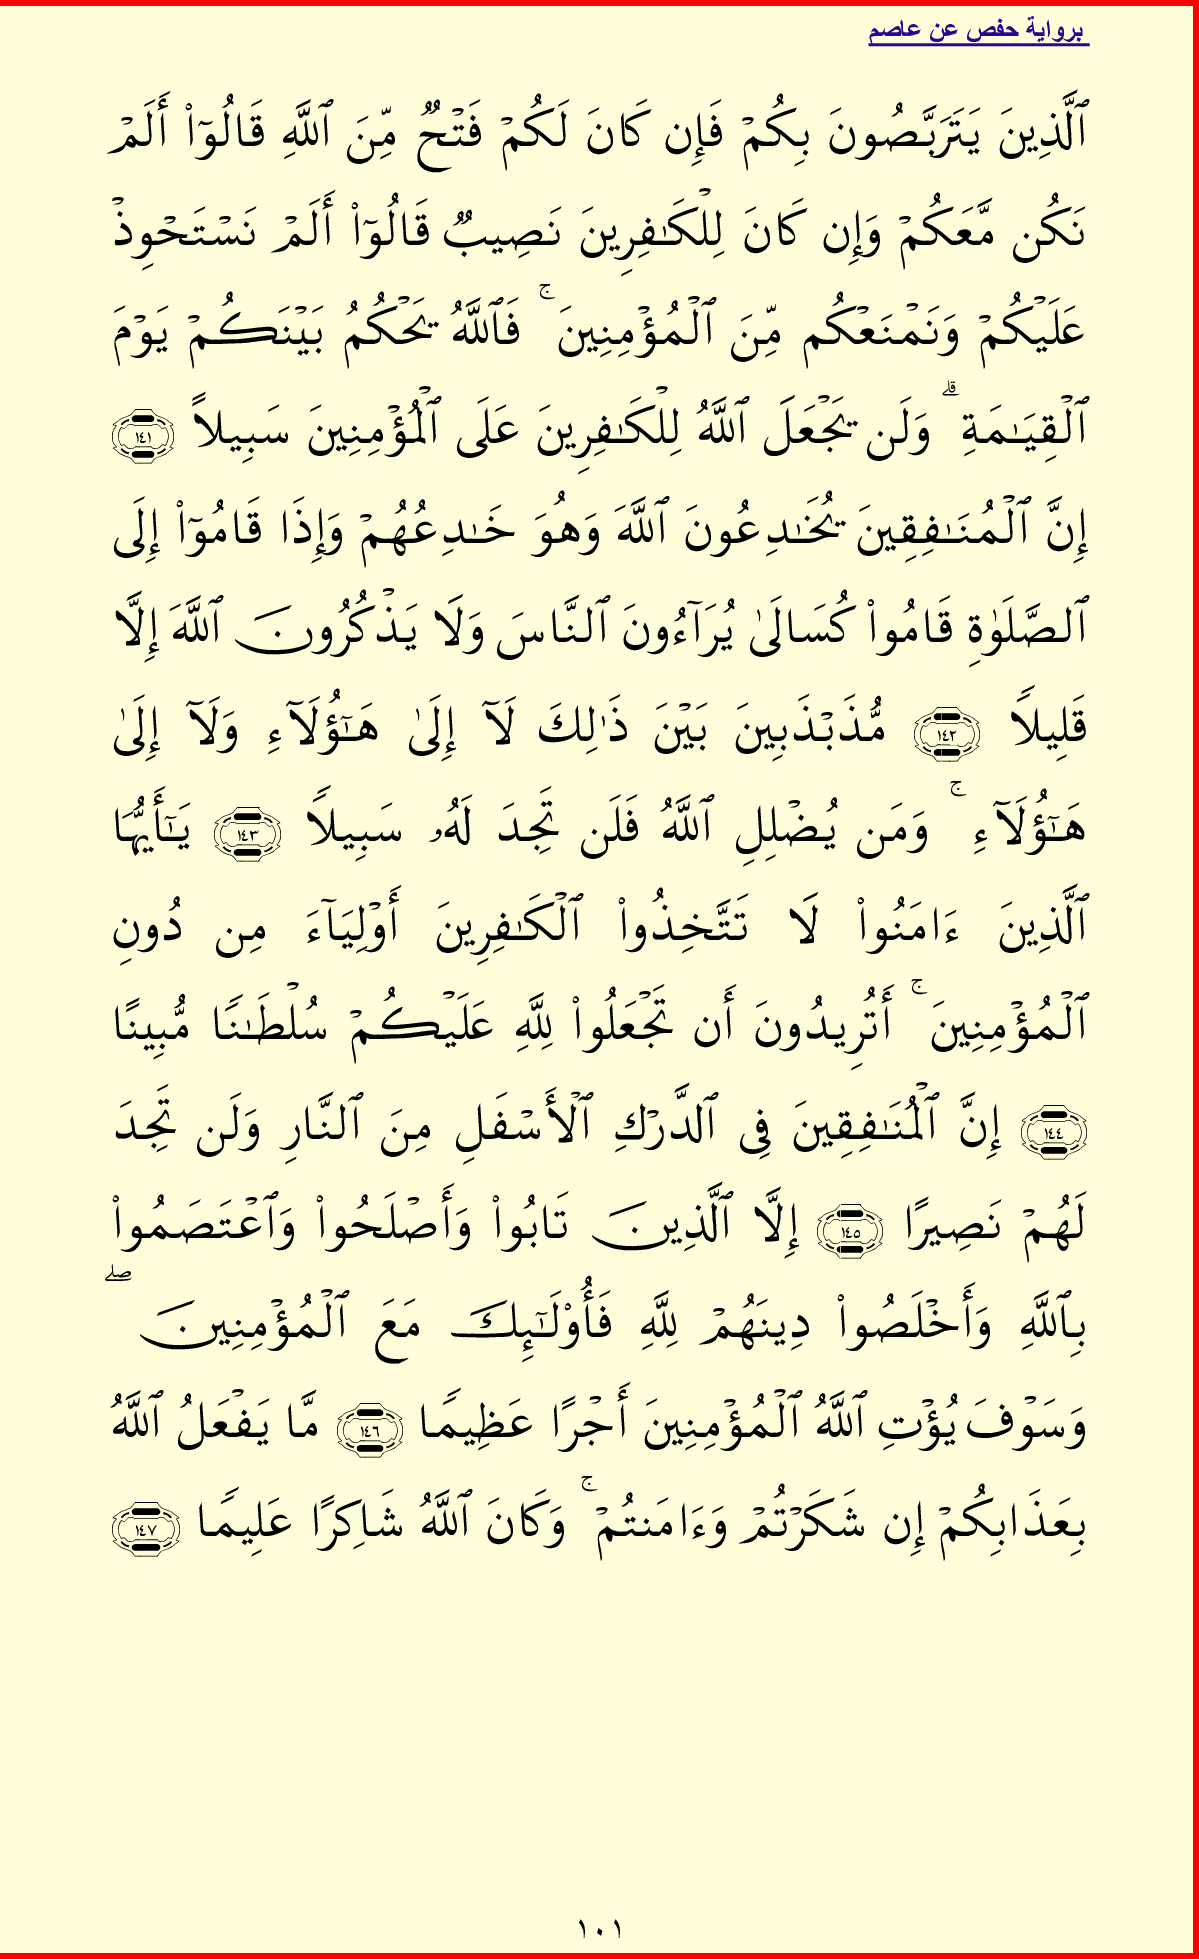 برواية حفص عن عاصم
ٱلَّذِينَ يَتَرَبَّصُونَ بِكُمۡ فَإِن كَانَ لَكُمۡ فَتۡحٌ مِّنَ ٱللَّهِ قَالُوٓاْ أَلَمۡ
نَكُن مَّعَكُمۡ وَإِن كَانَ لِلۡكَٰفِرِينَ نَصِيبٌ قَالُوٓاْ أَلَمۡ نَسۡتَحۡوِذۡ
عَلَيۡكُمۡ وَنَمۡنَعۡكُم مِّنَ ٱلۡمُؤۡمِنِينَۚ فَٱللَّهُ يَحۡكُمُ بَيۡنَكُمۡ يَوۡمَ
ٱلۡقِيَٰمَةِۗ وَلَن يَجۡعَلَ ٱللَّهُ لِلۡكَٰفِرِينَ عَلَى ٱلۡمُؤۡمِنِينَ سَبِيلاً ١٤١
إِنَّ ٱلۡمُنَٰفِقِينَ يُخَٰدِعُونَ ٱللَّهَ وَهُوَ خَٰدِعُهُمۡ وَإِذَا قَامُوٓاْ إِلَى
ٱلصَّلَوٰةِ قَامُواْ كُسَالَىٰ يُرَآءُونَ ٱلنَّاسَ وَلَا يَذۡكُرُونَ ٱللَّهَ إِلَّا
قَلِيلاً ١٤٢ مُّذَبۡذَبِينَ بَيۡنَ ذَٰلِكَ لَآ إِلَىٰ هَٰٓؤُلَآءِ وَلَآ إِلَىٰ
هَٰٓؤُلَآءِۚ وَمَن يُضۡلِلِ ٱللَّهُ فَلَن تَجِدَ لَهُۥ سَبِيلاً ١٤٣ يَٰٓأَيُّهَا
ٱلَّذِينَ ءَامَنُواْ لَا تَتَّخِذُواْ ٱلۡكَٰفِرِينَ أَوۡلِيَآءَ مِن دُونِ
ٱلۡمُؤۡمِنِينَۚ أَتُرِيدُونَ أَن تَجۡعَلُواْ لِلَّهِ عَلَيۡكُمۡ سُلۡطَٰنًا مُّبِينًا
١٤٤ إِنَّ ٱلۡمُنَٰفِقِينَ فِي ٱلدَّرۡكِ ٱلۡأَسۡفَلِ مِنَ ٱلنَّارِ وَلَن تَجِدَ
لَهُمۡ نَصِيرًا ١٤٥ إِلَّا ٱلَّذِينَ تَابُواْ وَأَصۡلَحُواْ وَٱعۡتَصَمُواْ
بِٱللَّهِ وَأَخۡلَصُواْ دِينَهُمۡ لِلَّهِ فَأُوْلَٰٓئِكَ مَعَ ٱلۡمُؤۡمِنِينَۖ
وَسَوۡفَ يُؤۡتِ ٱللَّهُ ٱلۡمُؤۡمِنِينَ أَجۡرًا عَظِيمًا ١٤٦ مَّا يَفۡعَلُ ٱللَّهُ
بِعَذَابِكُمۡ إِن شَكَرۡتُمۡ وَءَامَنتُمۡۚ وَكَانَ ٱللَّهُ شَاكِرًا عَلِيمًا ١٤٧
١٠١